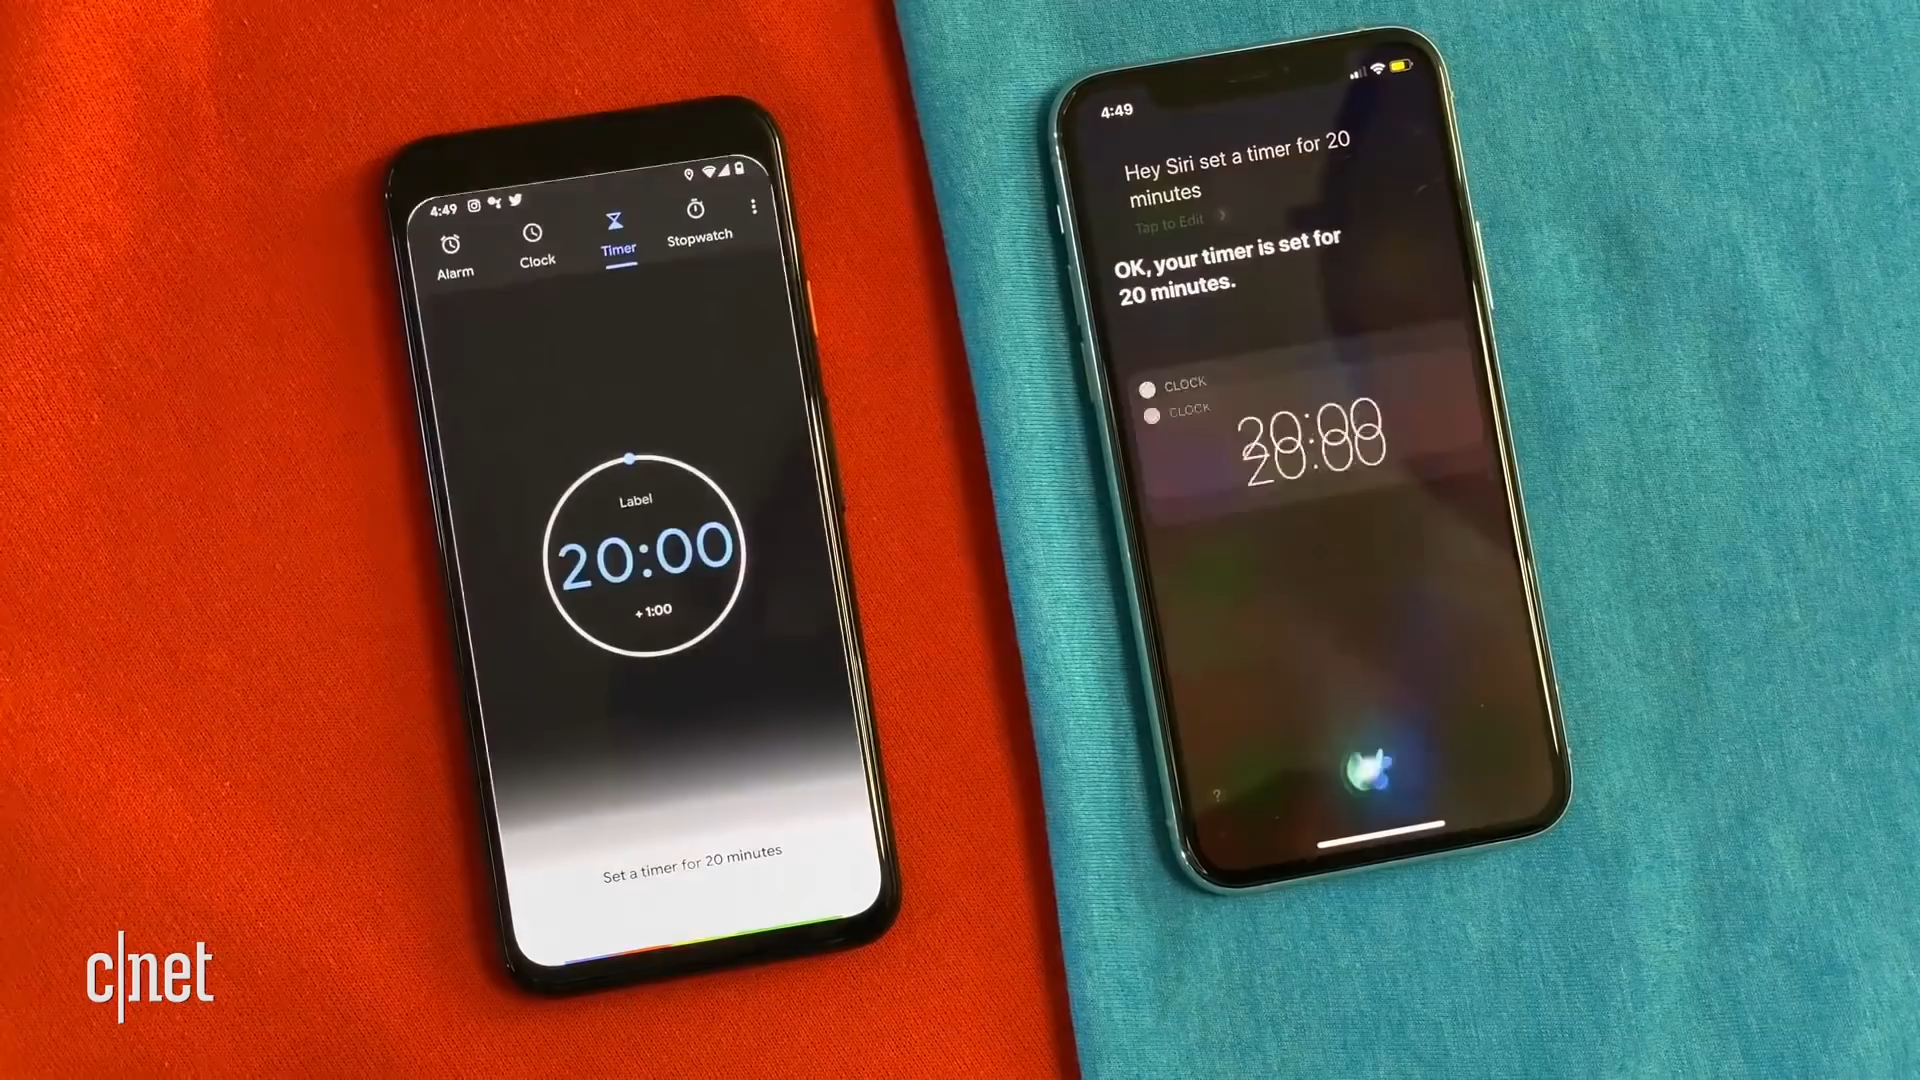 4:49
Alarm
Clock
Timer
Stopwatch
Label
20:00
+ 1:00
Set a timer for 20 minutes
4:49
Hey Siri set a timer for 20
minutes
Tap to Edit
OK, your timer is set for
20 minutes.
CLOCK
CLOCK
20:00
20:00
?
c|net